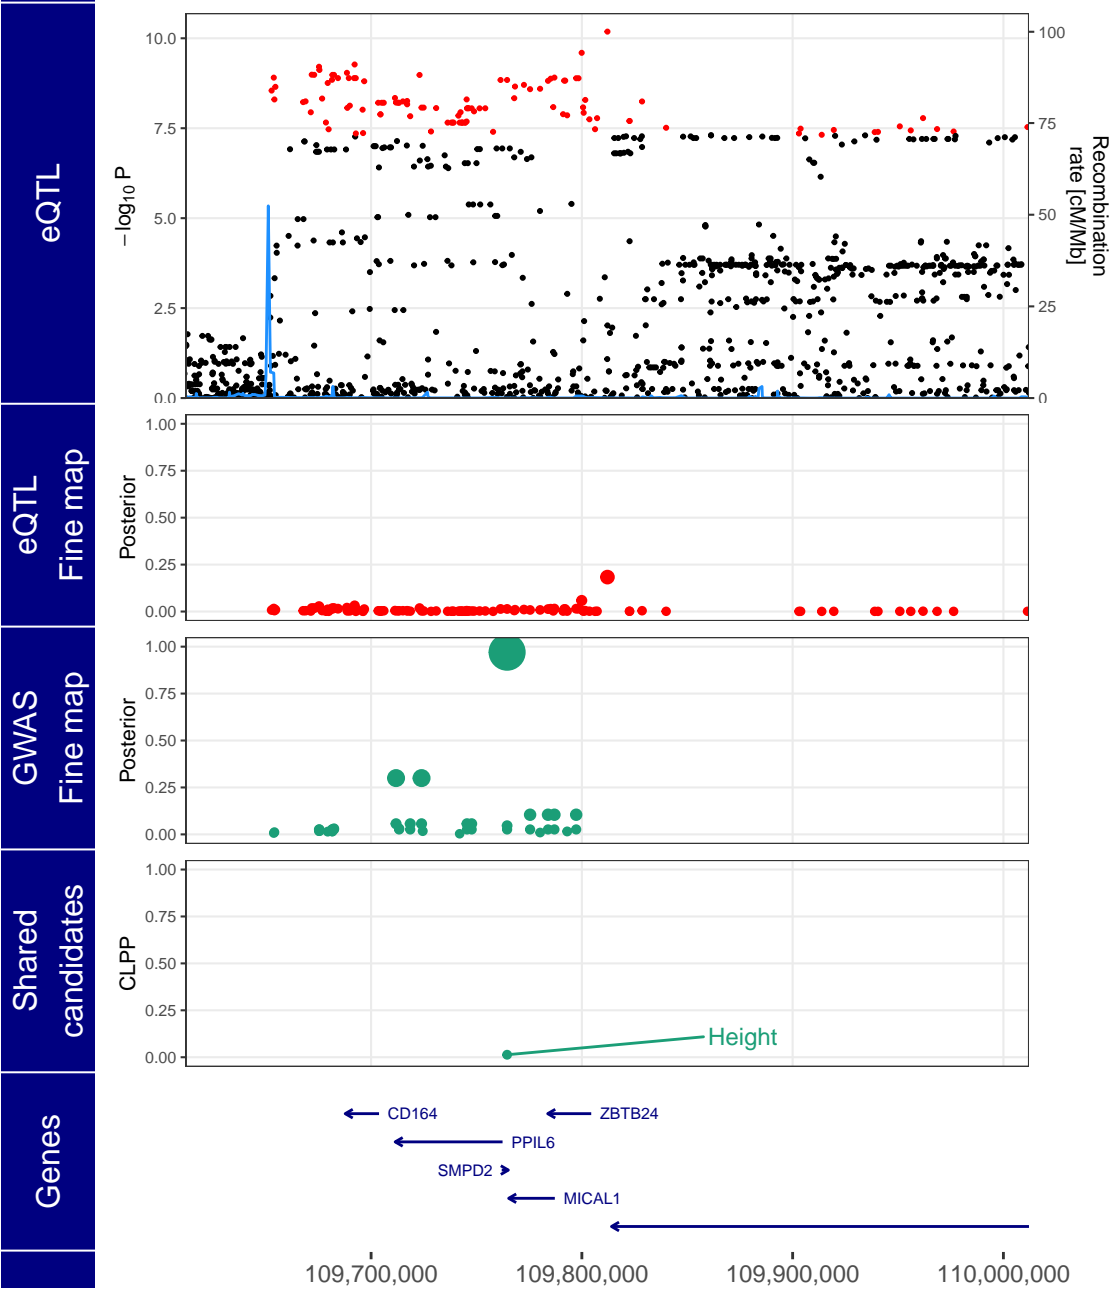 eQTL
−log10 P
10.0
7.5
5.0
2.5
0.0
100
75
50
25
0
Recombination
rate [cM/Mb]
eQTL
Fine map
Posterior
1.00
0.75
0.50
0.25
0.00
GWAS
Fine map
Posterior
1.00
0.75
0.50
0.25
0.00
Shared
candidates
CLPP
1.00
0.75
0.50
0.25
0.00
Height
Genes
CD164
ZBTB24
PPIL6
SMPD2
MICAL1
109,700,000
109,800,000
109,900,000
110,000,000